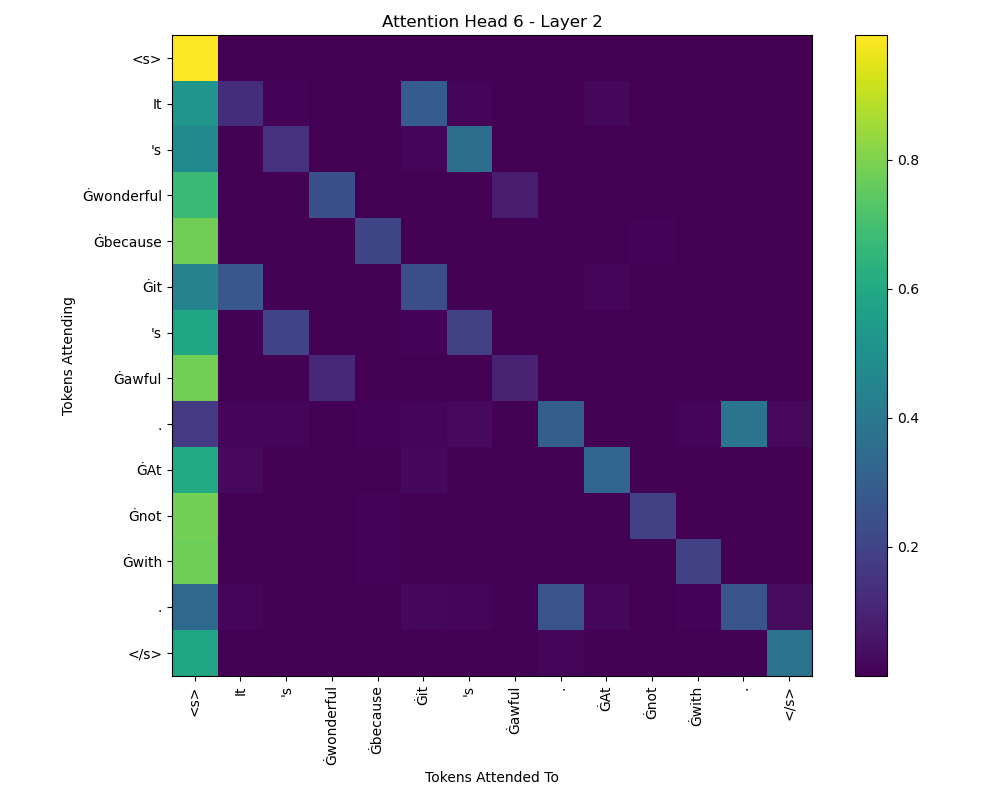 Attention Head 6 - Layer 2
<s>
It
's
Ġwonderful
Ġbecause
Ġit
's
Ġawful
.
ĠAt
Ġnot
Ġwith
.
</s>
Tokens Attending
<s>
It
's
Ġwonderful
Ġbecause
Ġit
's
Ġawful
.
ĠAt
Ġnot
Ġwith
.
</s>
Tokens Attended To
0.8
0.6
0.4
0.2